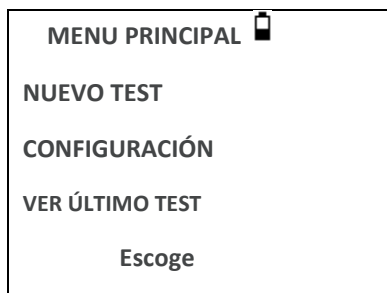 MENU PRINCIPAL
NUEVO TEST
CONFIGURACIÓN
VER ÚLTIMO TEST
Escoge